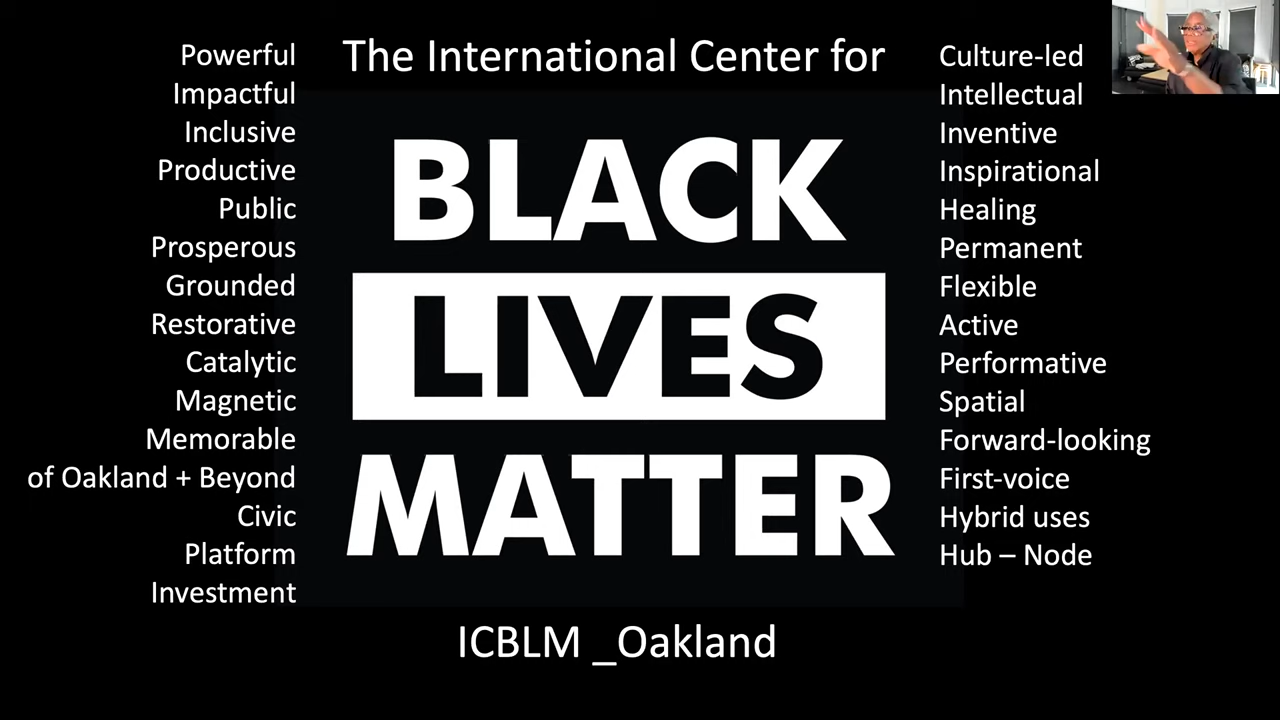 The International Center for
BLACK
LIVES
MATTER
ICBLM _Oakland
Powerful
Impactful
Inclusive
Productive
Public
Prosperous
Grounded
Restorative
Catalytic
Magnetic
Memorable
of Oakland + Beyond
Civic
Platform
Investment
Culture-led
Intellectual
Inventive
Inspirational
Healing
Permanent
Flexible
Active
Performative
Spatial
Forward-looking
First-voice
Hybrid uses
Hub – Node